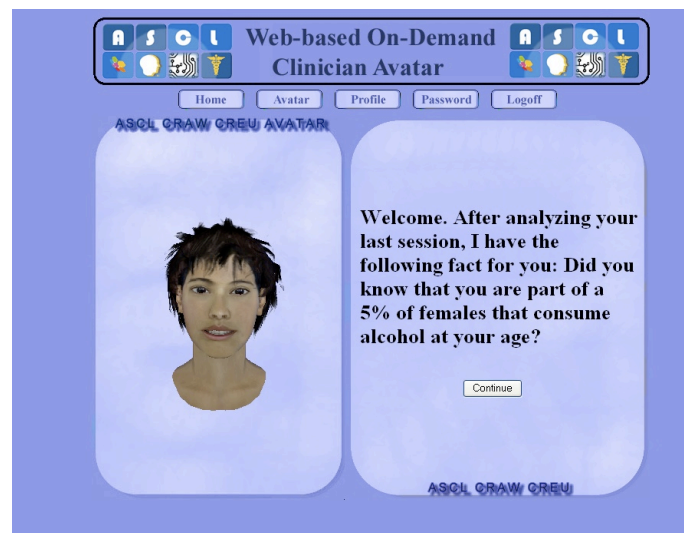 A S C L
Web-based On-Demand
Clinician Avatar
A S C L
Home
Avatar
Profile
Password
Logoff
ASCL CRAW CREU AVATAR
Welcome. After analyzing your
last session, I have the
following fact for you: Did you
know that you are part of a
5% of females that consume
alcohol at your age?
Continue
ASCL CRAW CREU